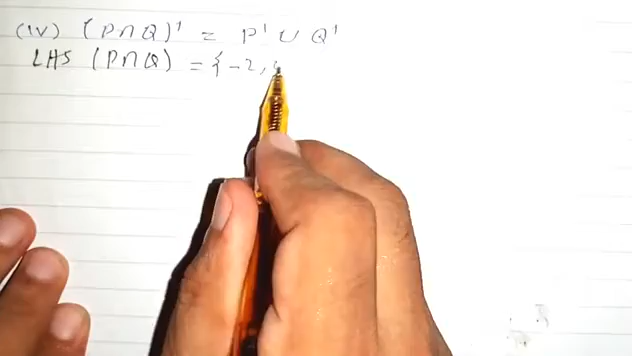 (iv) (P∩Q)' = P' ∪ Q'
LHS (P∩Q) = {-2,